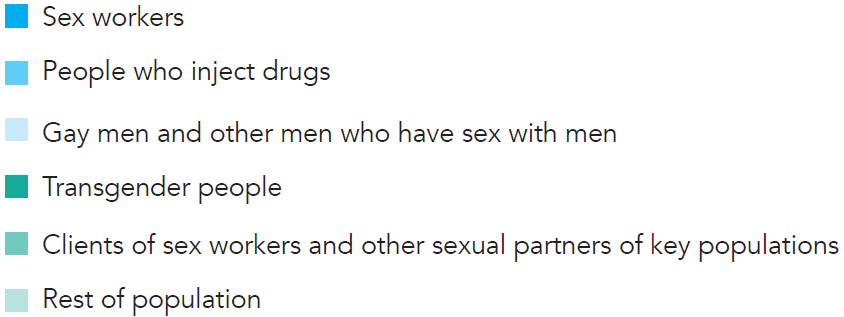 Sex workers
People who inject drugs
Gay men and other men who have sex with men
Transgender people
Clients of sex workers and other sexual partners of key populations
Rest of population